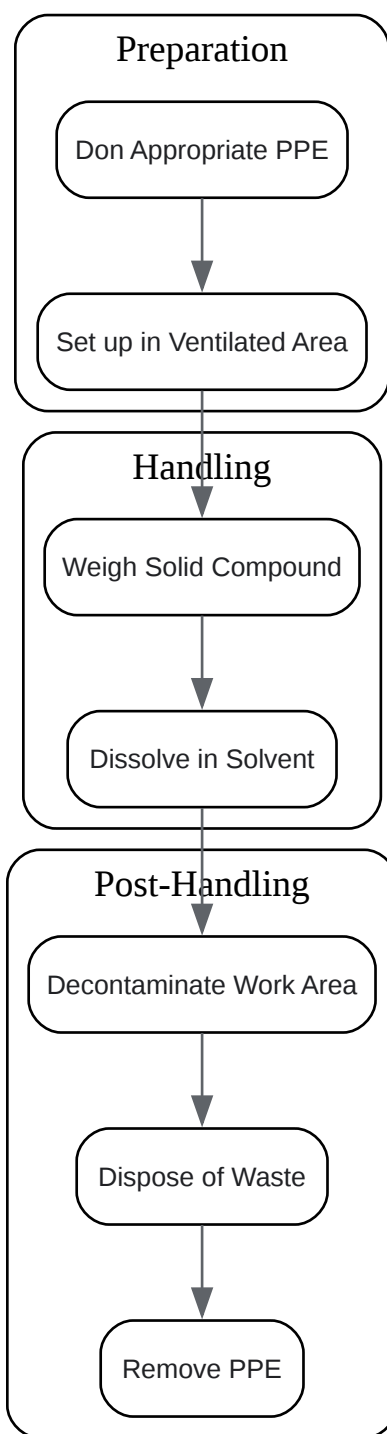 Preparation
Don Appropriate PPE
Set up in Ventilated Area
Handling
Weigh Solid Compound
Dissolve in Solvent
Post-Handling
Decontaminate Work Area
Dispose of Waste
Remove PPE